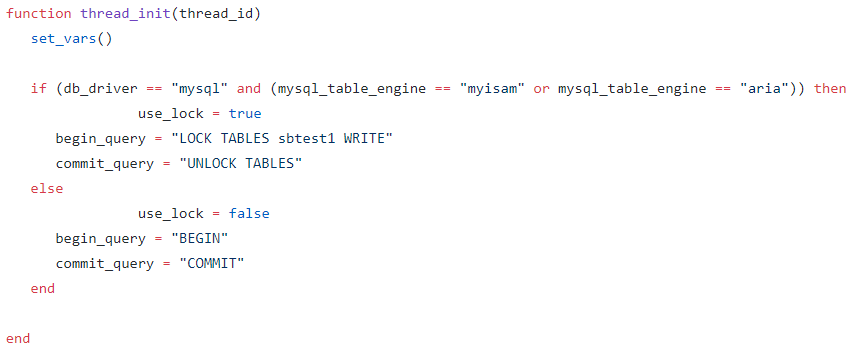 function thread_init(thread_id)
   set_vars()

   if (db_driver == "mysql" and (mysql_table_engine == "myisam" or mysql_table_engine == "aria")) then
                use_lock = true
      begin_query = "LOCK TABLES sbtest1 WRITE"
      commit_query = "UNLOCK TABLES"
   else
                use_lock = false
      begin_query = "BEGIN"
      commit_query = "COMMIT"
   end

end